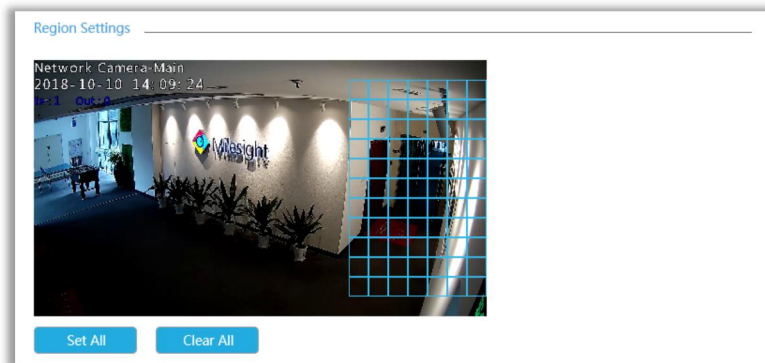 Region Settings
Network Camera-Main
2018-10-10 14:09:24
In:1 Out:0
Milesight
Set All
Clear All